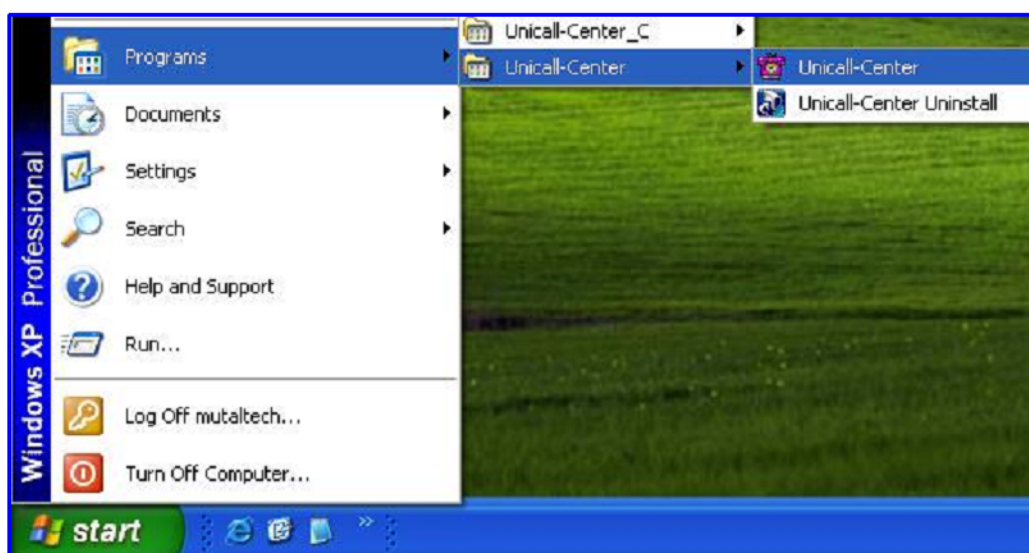 Programs
Documents
Settings
Search
Help and Support
Run...
Log Off mutaltech...
Turn Off Computer...
Windows XP Professional
start
Unicall-Center_C
Unicall-Center
Unicall-Center
Unicall-Center Uninstall